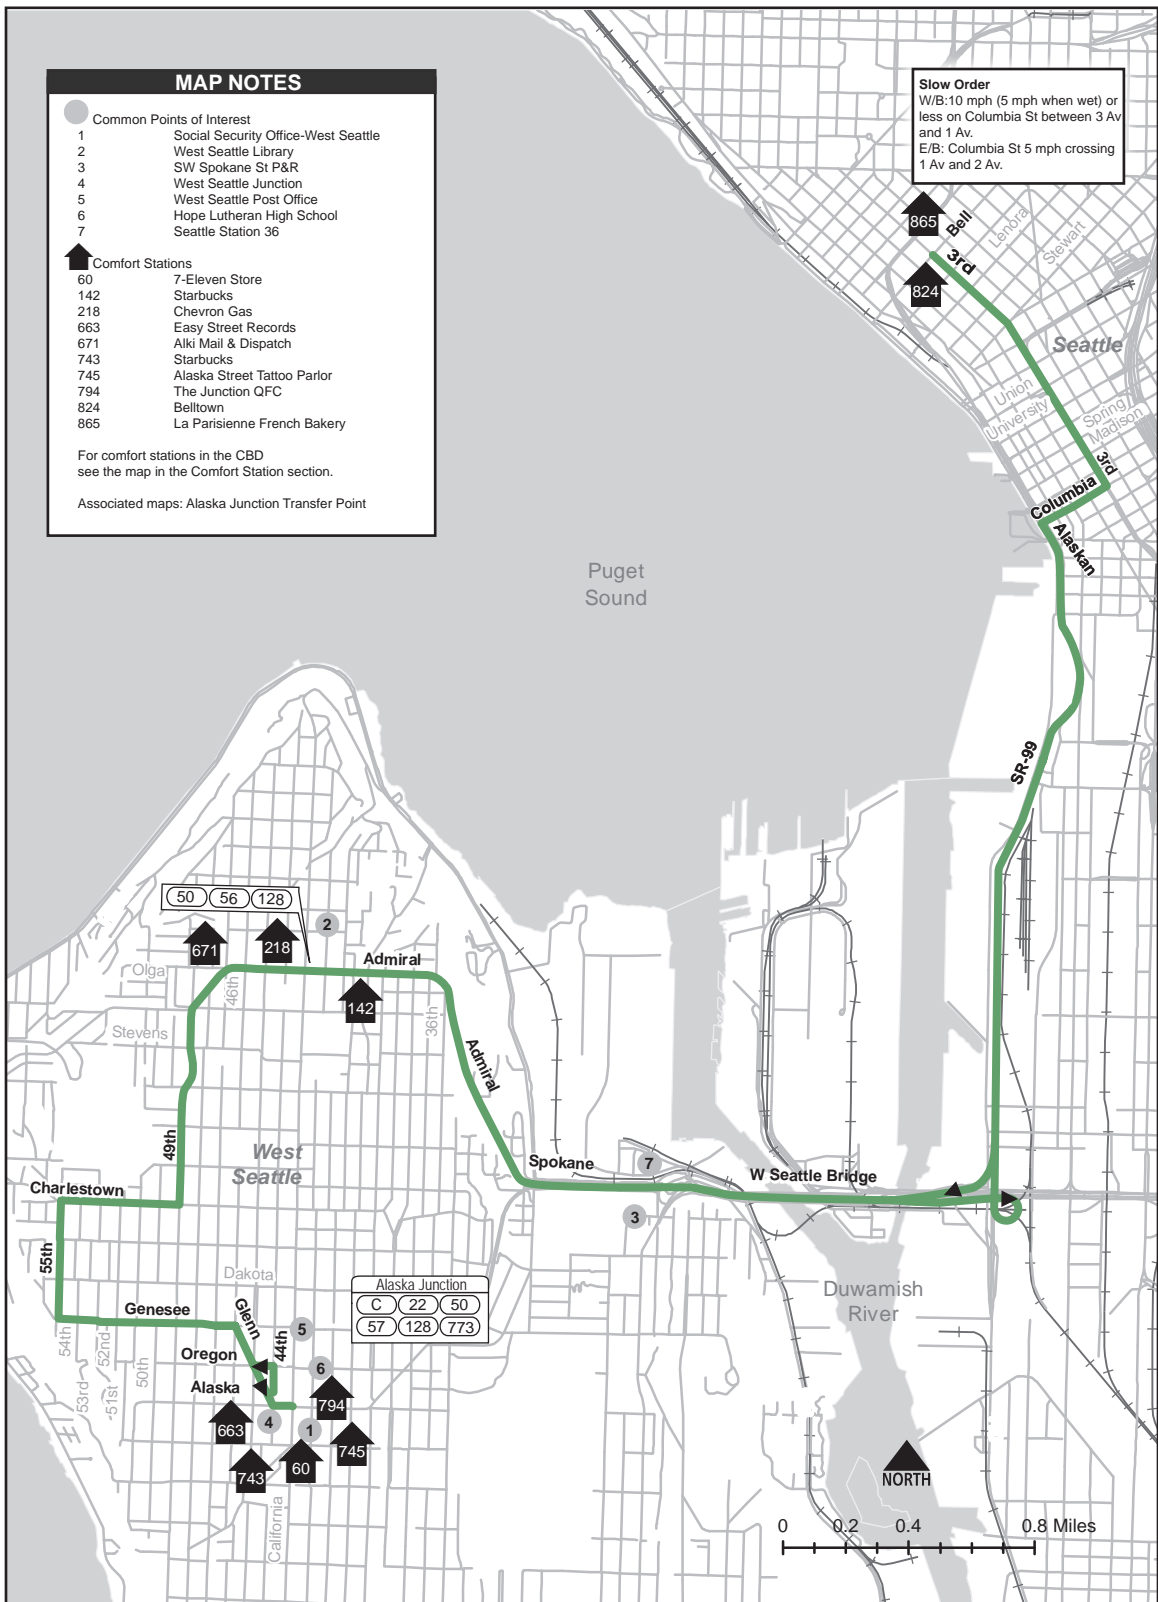 MAP NOTES
Common Points of Interest
1 Social Security Office-West Seattle
2 West Seattle Library
3 SW Spokane St P&R
4 West Seattle Junction
5 West Seattle Post Office
6 Hope Lutheran High School
7 Seattle Station 36
Comfort Stations
60 7-Eleven Store
142 Starbucks
218 Chevron Gas
663 Easy Street Records
671 Alki Mail & Dispatch
743 Starbucks
745 Alaska Street Tattoo Parlor
794 The Junction QFC
824 Belltown
865 La Parisienne French Bakery
For comfort stations in the CBD
see the map in the Comfort Station section.
Associated maps: Alaska Junction Transfer Point
Slow Order
W/B:10 mph (5 mph when wet) or
less on Columbia St between 3 Av
and 1 Av.
E/B: Columbia St 5 mph crossing
1 Av and 2 Av.
865
Bell
Lenora
Stewart
3rd
824
Seattle
Union
University
Spring
Madison
3rd
Columbia
Alaskan
Puget
Sound
SR-99
50 56 128
2
671
218
Admiral
Olga
46th
142
36th
Stevens
Admiral
49th
West
Seattle
Spokane
7
W Seattle Bridge
Charlestown
3
55th
Dakota
Alaska Junction
C 22 50
57 128 773
Duwamish
River
Genesee
Glenn
5
44th
54th
52nd
Oregon
6
50th
53rd
51st
Alaska
794
663
4
1
745
743
60
California
NORTH
0 0.2 0.4 0.8 Miles